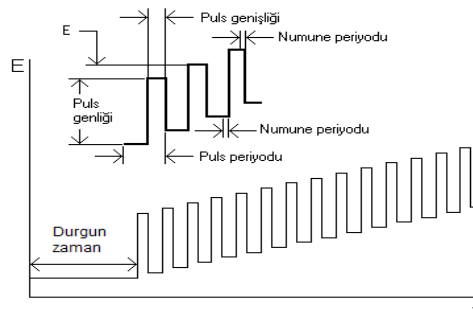 Puls genişliği
E
Numune periyodu
E
Puls
genliği
Numune periyodu
Puls periyodu
Durgun
zaman